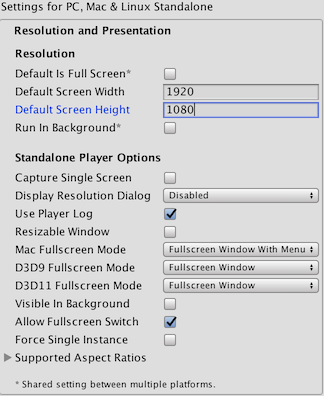 Settings for PC, Mac & Linux Standalone
Resolution and Presentation
Resolution
Default Is Full Screen*
Default Screen Width 1920
Default Screen Height 1080
Run In Background*
Standalone Player Options
Capture Single Screen
Display Resolution Dialog Disabled
Use Player Log
Resizable Window
Mac Fullscreen Mode Fullscreen Window With Menu
D3D9 Fullscreen Mode Fullscreen Window
D3D11 Fullscreen Mode Fullscreen Window
Visible In Background
Allow Fullscreen Switch
Force Single Instance
Supported Aspect Ratios
* Shared setting between multiple platforms.